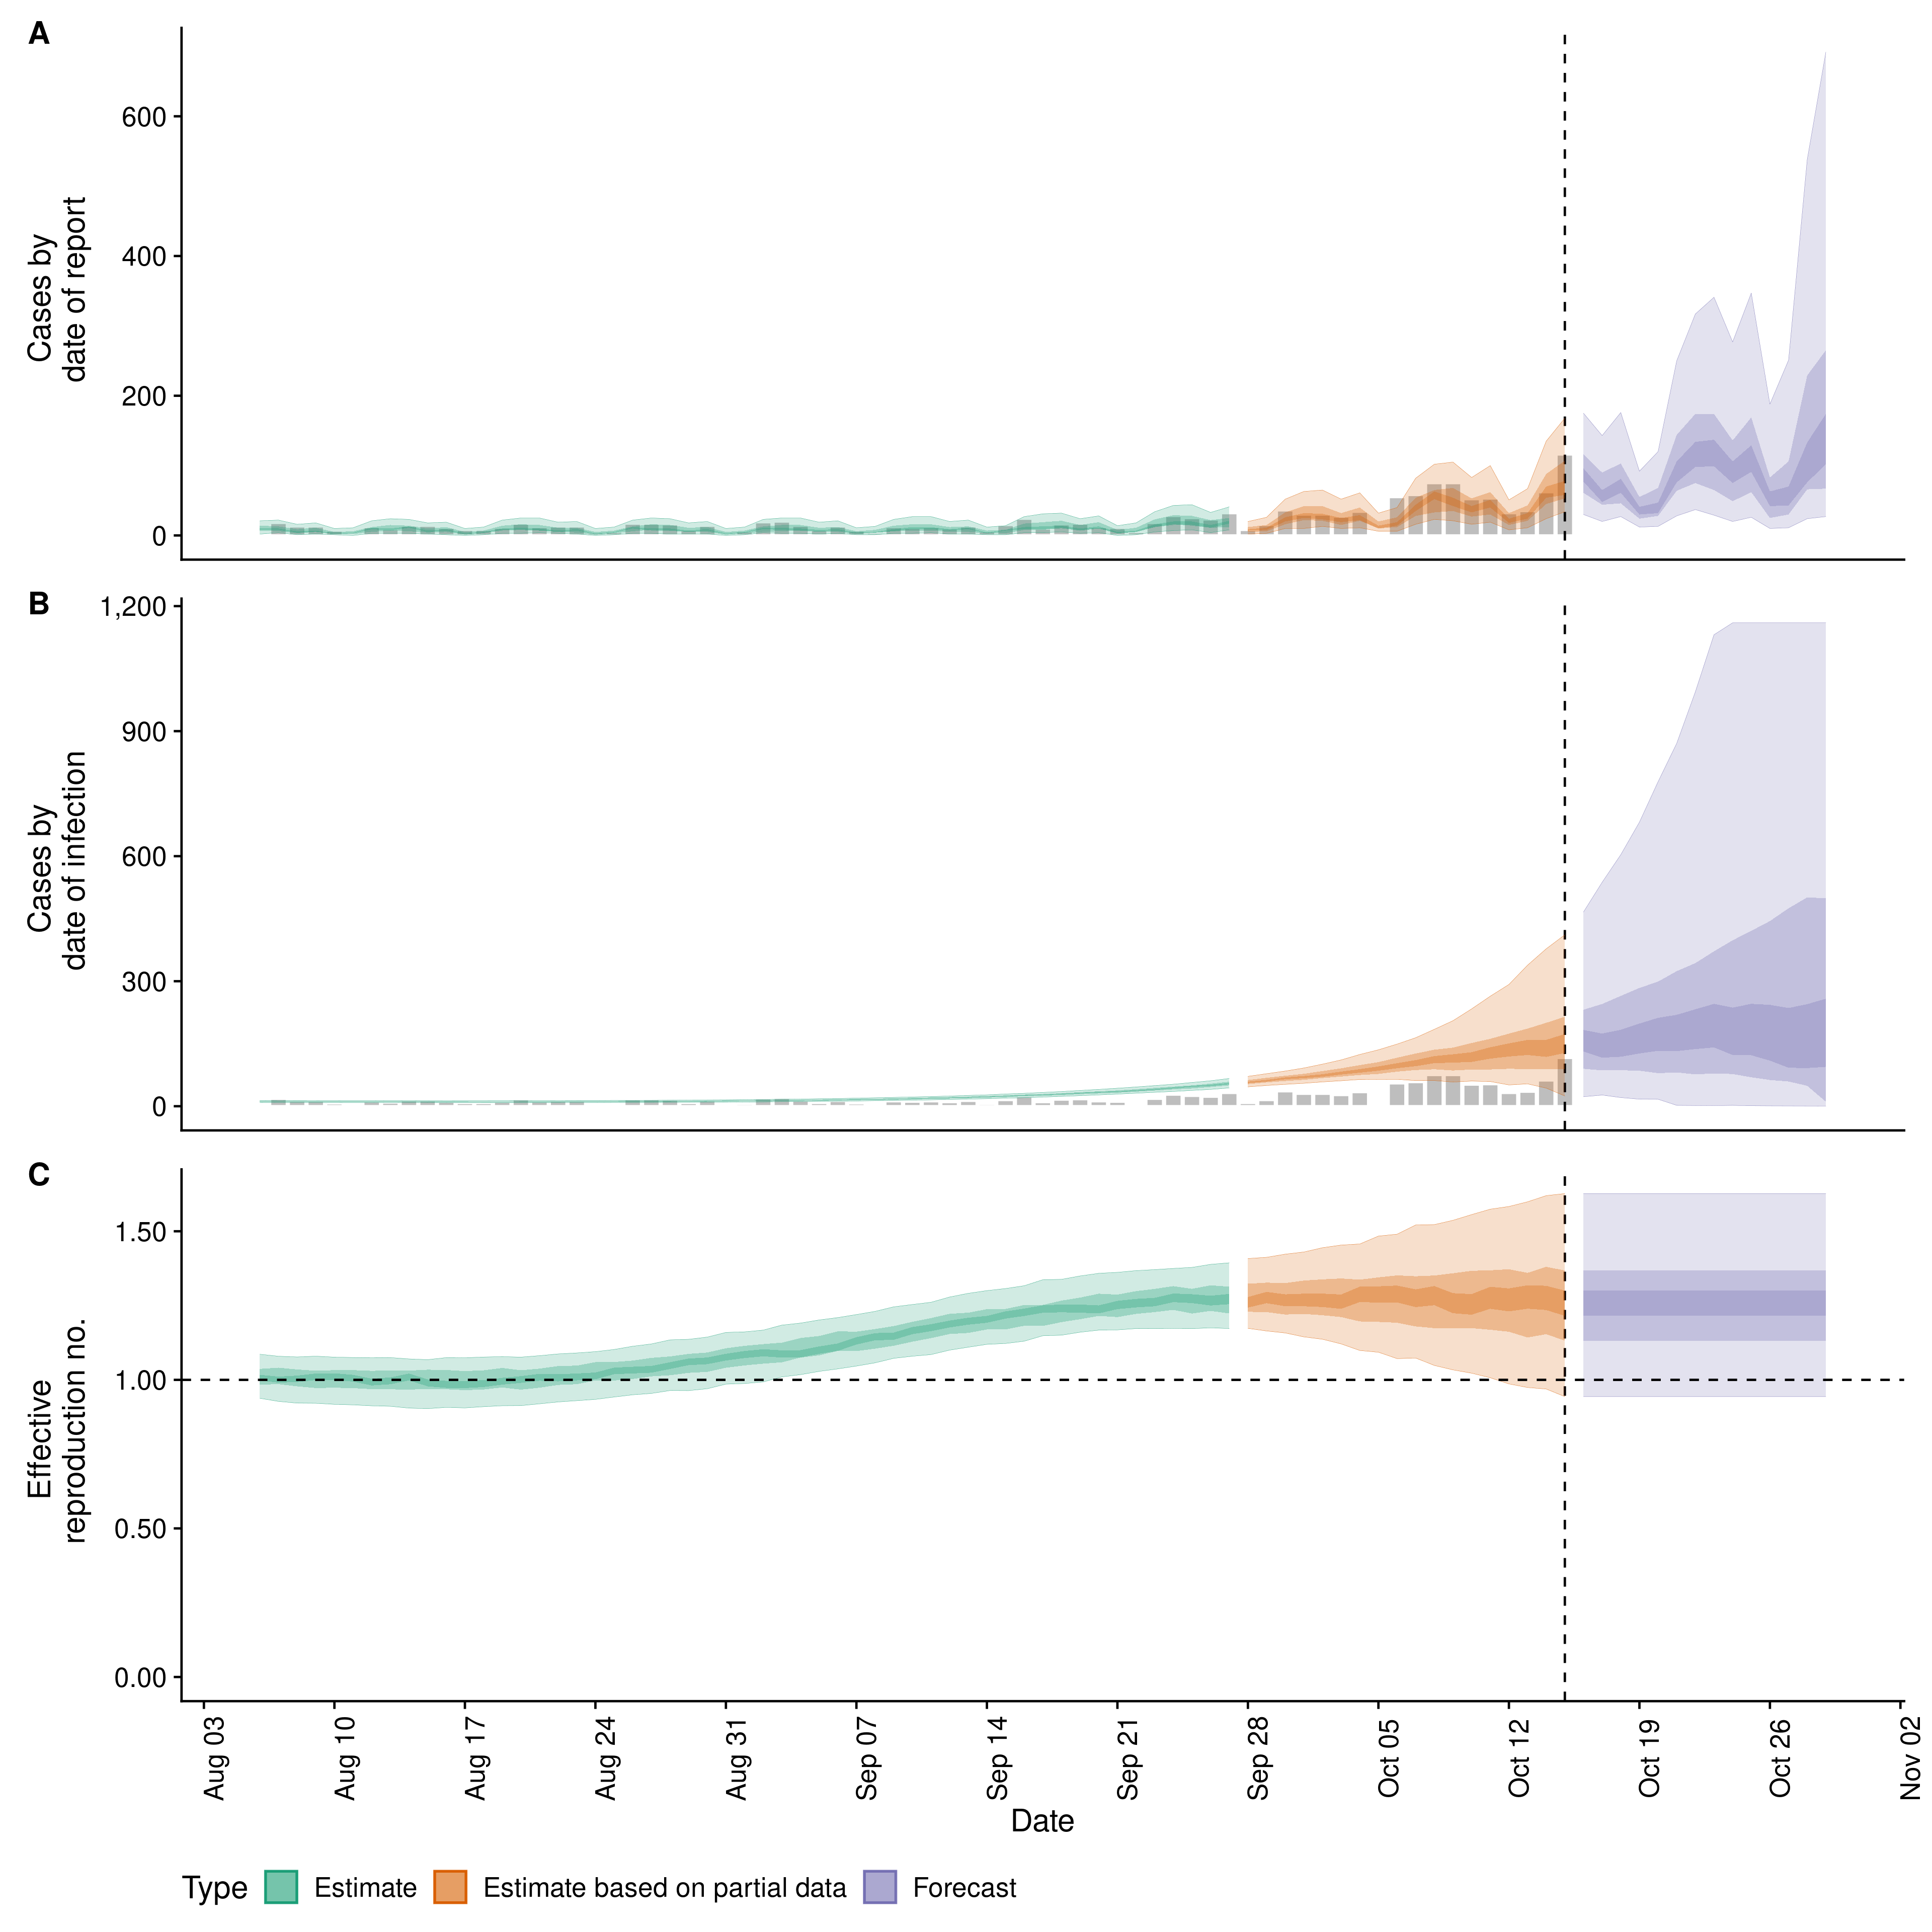 A
Cases by
date of report
600
400
200
0
B
Cases by
date of infection
1,200
900
600
300
0
C
Effective
reproduction no.
1.50
1.00
0.50
0.00
Aug 03
Aug 10
Aug 17
Aug 24
Aug 31
Sep 07
Sep 14
Sep 21
Sep 28
Oct 05
Oct 12
Oct 19
Oct 26
Nov 02
Date
Type Estimate Estimate based on partial data Forecast